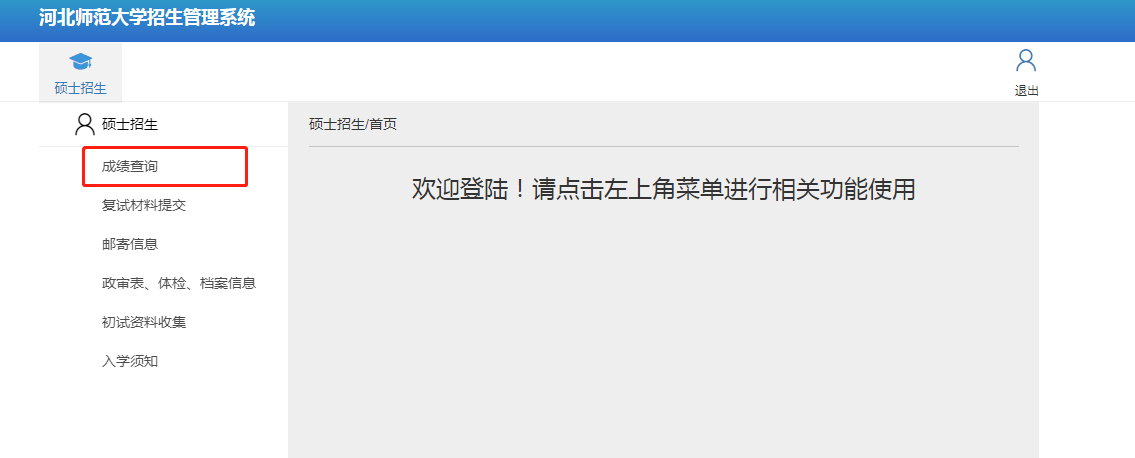 河北师范大学招生管理系统
硕士招生
退出
硕士招生
硕士招生/首页
成绩查询
欢迎登陆！请点击左上角菜单进行相关功能使用
复试材料提交
邮寄信息
政审表、体检、档案信息
初试资料收集
入学须知